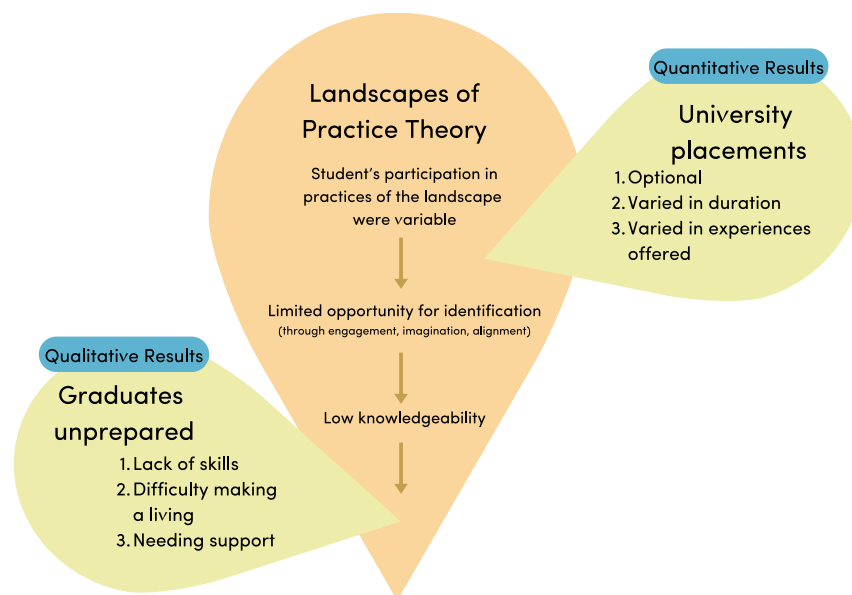 Landscapes of
Practice Theory
Student's participation in
practices of the landscape
were variable
Limited opportunity for identification
(through engagement, imagination, alignment)
Low knowledgeability
Quantitative Results
University
placements
1. Optional
2. Varied in duration
3. Varied in experiences
offered
Qualitative Results
Graduates
unprepared
1. Lack of skills
2. Difficulty making
a living
3. Needing support